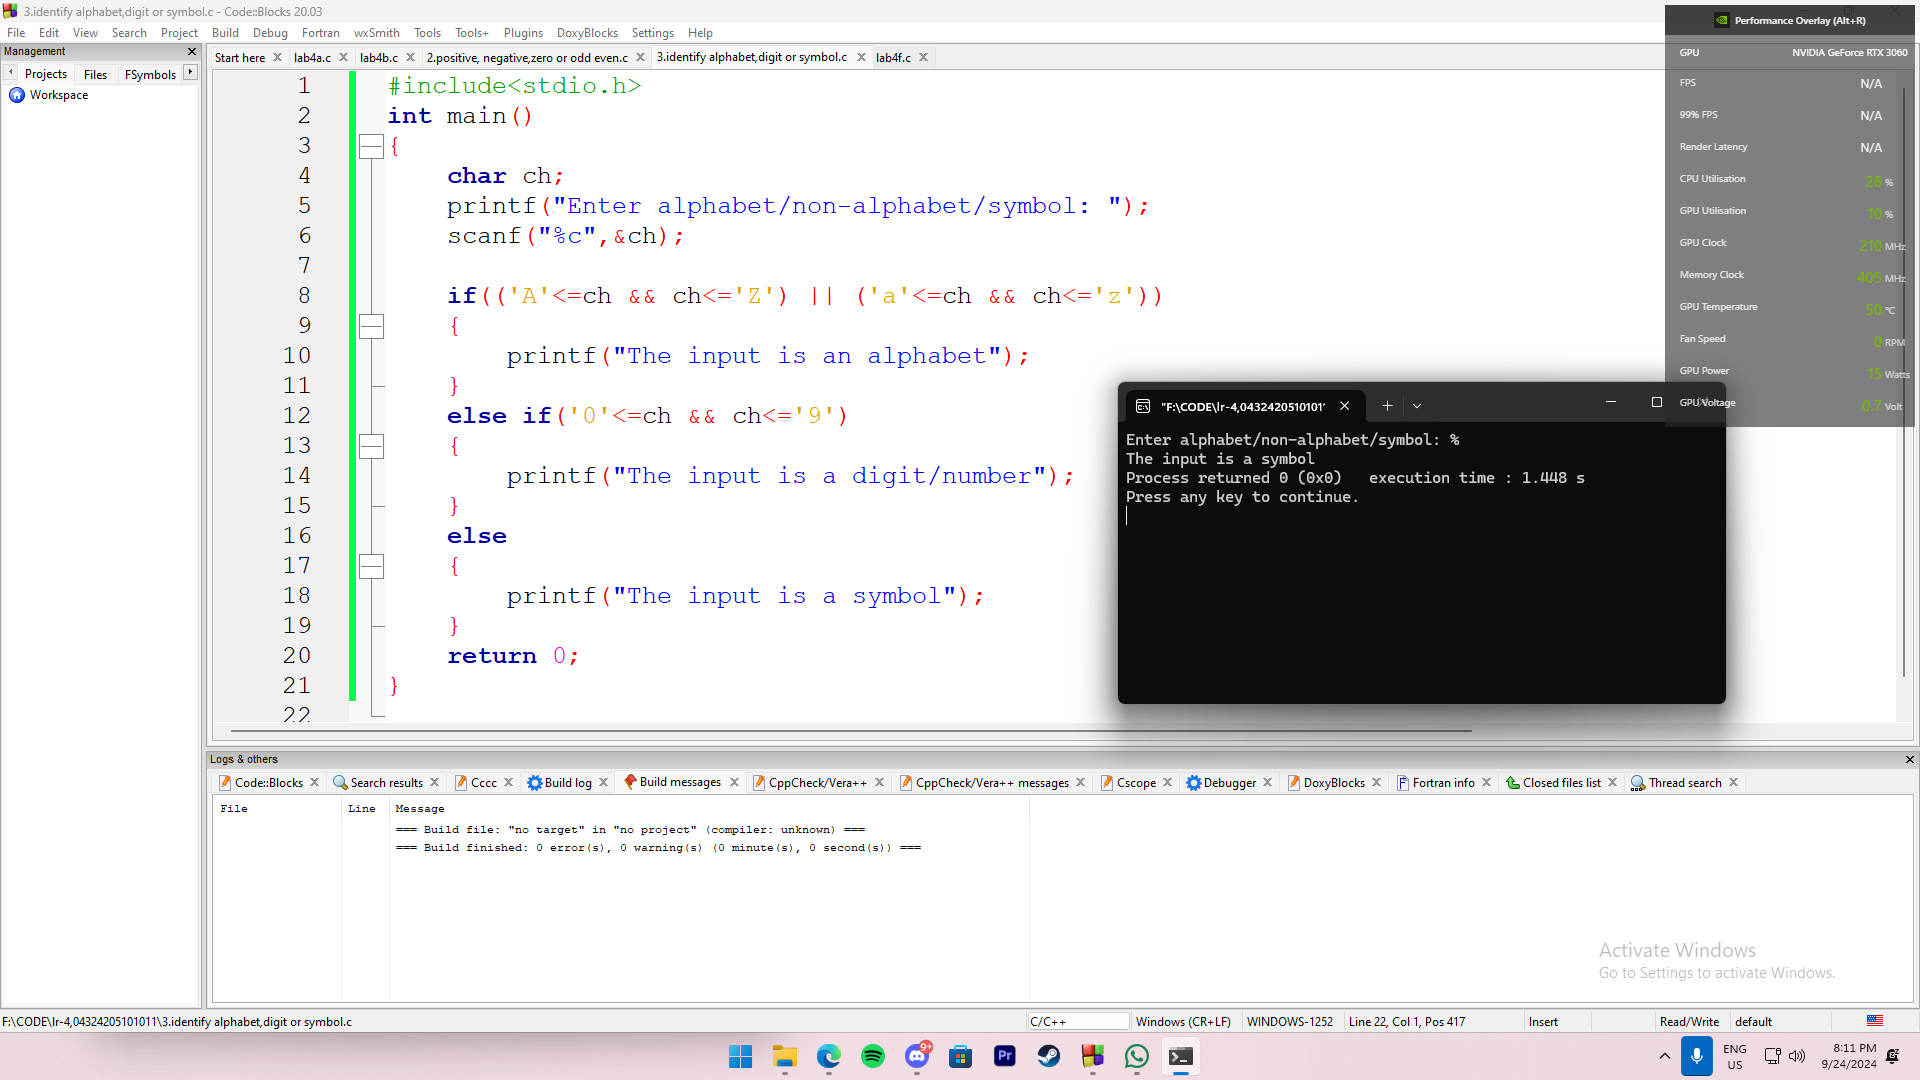 3.identify alphabet,digit or symbol.c - Code::Blocks 20.03
File Edit View Search Project Build Debug Fortran wxSmith Tools Tools+ Plugins DoxyBlocks Settings Help
Management
Projects Files FSymbols
Workspace
Start here lab4a.c lab4b.c 2.positive, negative,zero or odd even.c 3.identify alphabet,digit or symbol.c lab4f.c
1 #include<stdio.h>
2 int main()
3 {
4 char ch;
5 printf("Enter alphabet/non-alphabet/symbol: ");
6 scanf("%c",&ch);
7
8 if(('A'<=ch && ch<='Z') || ('a'<=ch && ch<='z'))
9 {
10 printf("The input is an alphabet");
11 }
12 else if('0'<=ch && ch<='9')
13 {
14 printf("The input is a digit/number");
15 }
16 else
17 {
18 printf("The input is a symbol");
19 }
20 return 0;
21 }
22
Performance Overlay (Alt+R)
GPU NVIDIA GeForce RTX 3060
FPS N/A
99% FPS N/A
Render Latency N/A
CPU Utilisation 28 %
GPU Utilisation 10 %
GPU Clock 210 MHz
Memory Clock 405 MHz
GPU Temperature 50 °C
Fan Speed 0 RPM
GPU Power 15 Watts
GPU Voltage 0.7 Volt
"F:\CODE\lr-4,04324205101011'
Enter alphabet/non-alphabet/symbol: %
The input is a symbol
Process returned 0 (0x0)   execution time : 1.448 s
Press any key to continue.
Logs & others
Code::Blocks Search results Cccc Build log Build messages CppCheck/Vera++ CppCheck/Vera++ messages Cscope Debugger DoxyBlocks Fortran info Closed files list Thread search
File Line Message
=== Build file: "no target" in "no project" (compiler: unknown) ===
=== Build finished: 0 error(s), 0 warning(s) (0 minute(s), 0 second(s)) ===
Activate Windows
Go to Settings to activate Windows.
F:\CODE\lr-4,04324205101011\3.identify alphabet,digit or symbol.c C/C++ Windows (CR+LF) WINDOWS-1252 Line 22, Col 1, Pos 417 Insert Read/Write default
9+
Pr
ENG
US
8:11 PM
9/24/2024